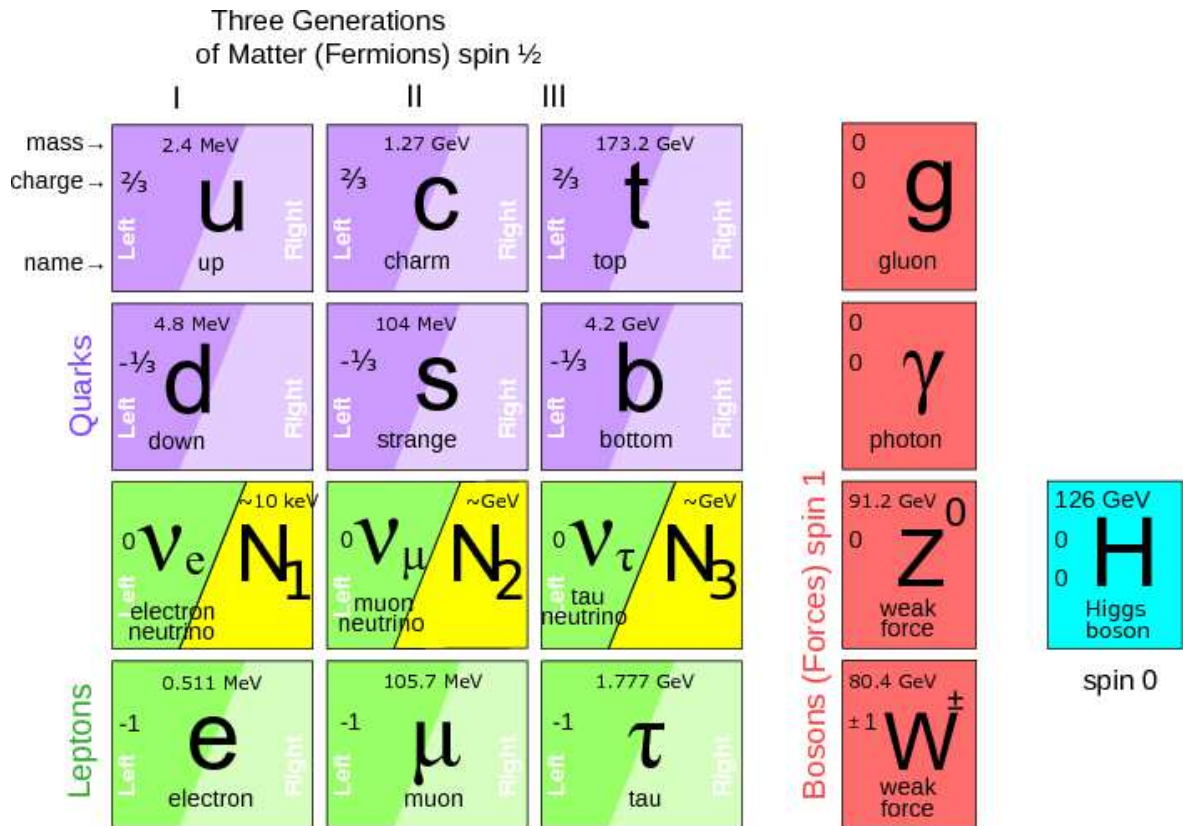 Three Generations
of Matter (Fermions) spin ½
I II III
mass→
charge→
name→
2.4 MeV
⅔
u
Left
Right
up
1.27 GeV
⅔
c
Left
Right
charm
173.2 GeV
⅔
t
Left
Right
top
0
0
g
gluon
Quarks
4.8 MeV
-⅓
d
Left
Right
down
104 MeV
-⅓
s
Left
Right
strange
4.2 GeV
-⅓
b
Left
Right
bottom
0
0
γ
photon
~10 keV
0
νe
N1
Left
electron
neutrino
~GeV
0
νμ
N2
Left
muon
neutrino
~GeV
0
ντ
N3
Left
tau
neutrino
Bosons (Forces) spin 1
91.2 GeV
0
Z0
weak
force
126 GeV
0
0
H
Higgs
boson
spin 0
Leptons
0.511 MeV
-1
e
Left
Right
electron
105.7 MeV
-1
μ
Left
Right
muon
1.777 GeV
-1
τ
Left
Right
tau
80.4 GeV
±1
W±
weak
force